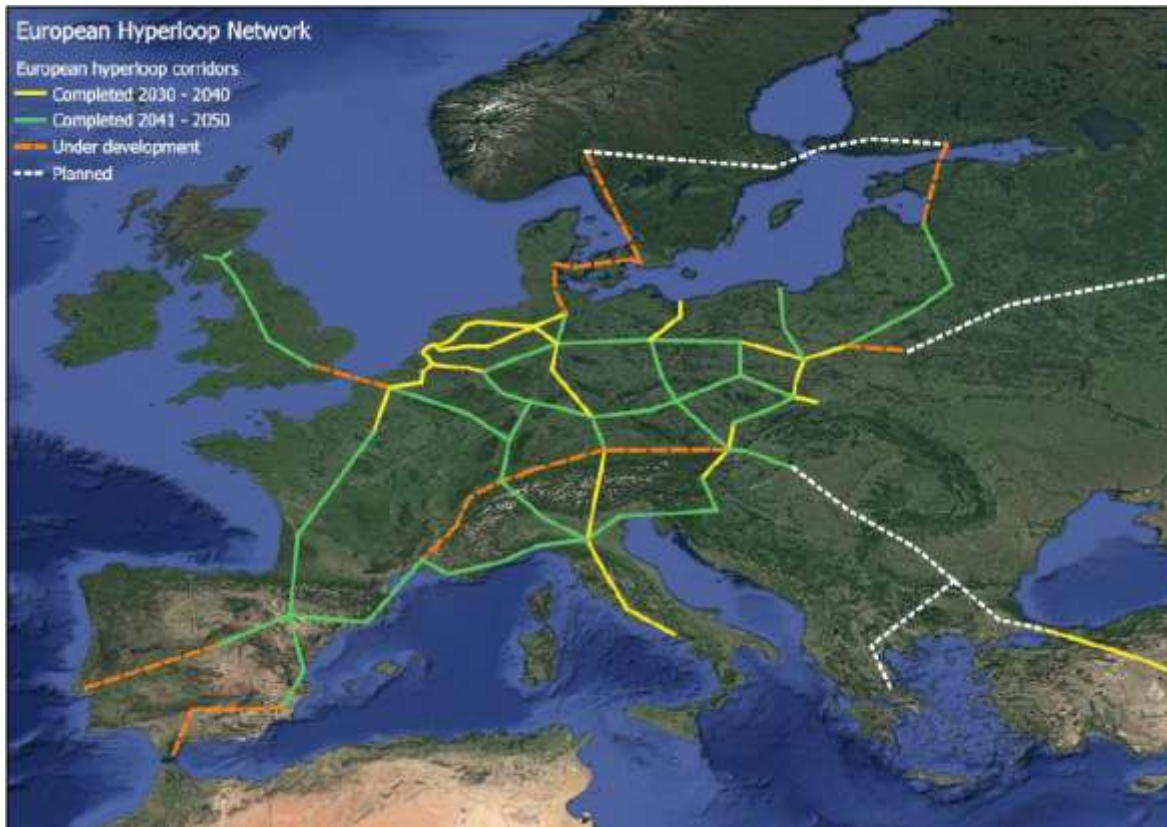 European Hyperloop Network
European hyperloop corridors
Completed 2030 - 2040
Completed 2041 - 2050
Under development
Planned